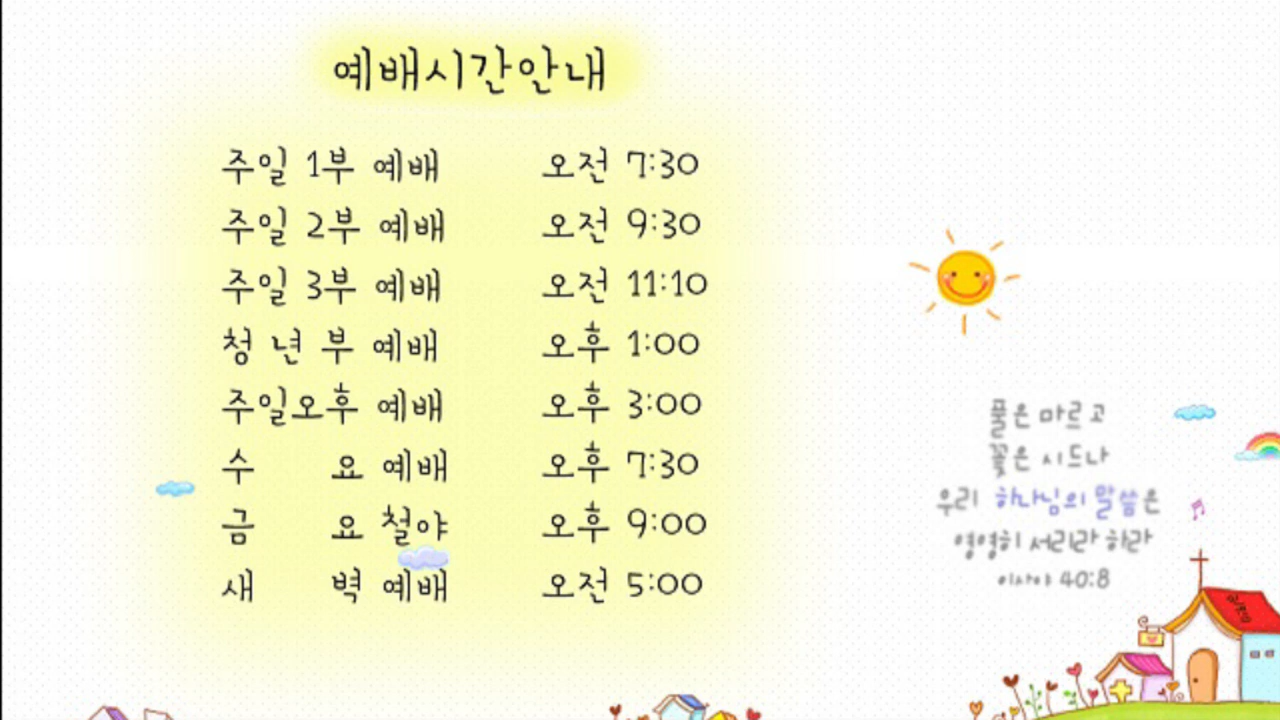 예배시간안내
주일 1부 예배 오전 7:30
주일 2부 예배 오전 9:30
주일 3부 예배 오전 11:10
청 년 부 예배 오후 1:00
주일오후 예배 오후 3:00
수 요 예배 오후 7:30
금 요 철야 오후 9:00
새 벽 예배 오전 5:00
풀은 마르고
꽃은 시드나
우리 하나님의 말씀은
영영히 서리라 하라
이사야 40:8